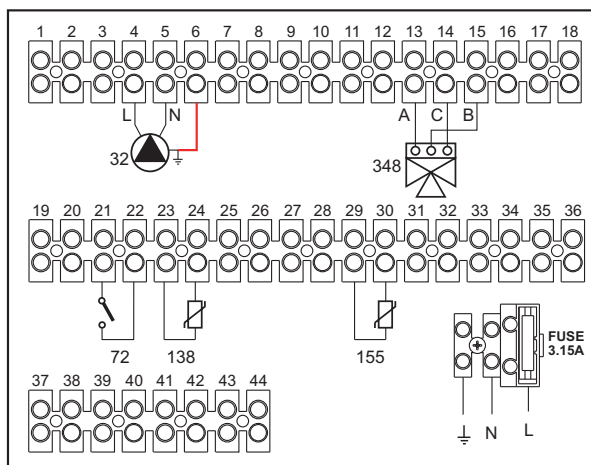 1 2 3 4 5 6 7 8 9 10 11 12 13 14 15 16 17 18
L N A C B
32 348
19 20 21 22 23 24 25 26 27 28 29 30 31 32 33 34 35 36
FUSE
3.15A
72 138 155
37 38 39 40 41 42 43 44
N L